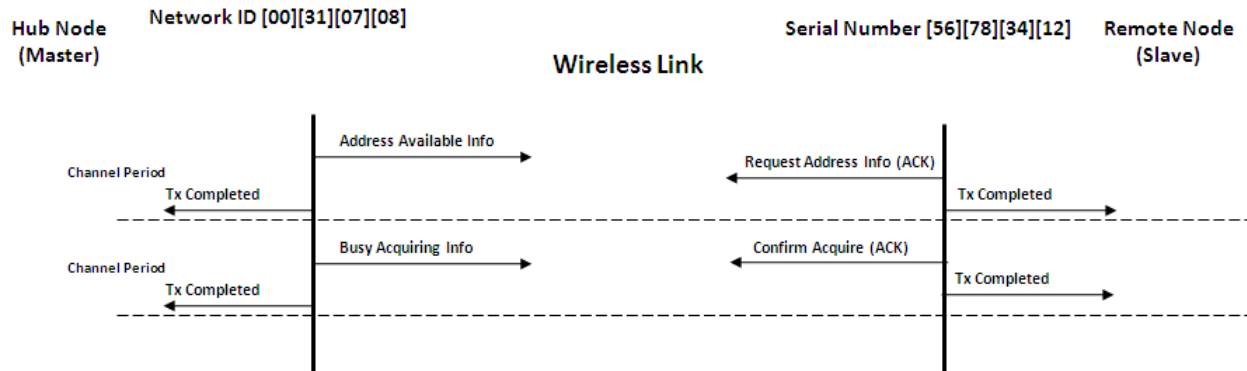 Hub Node
(Master)
Network ID [00][31][07][08]
Serial Number [56][78][34][12]
Remote Node
(Slave)
Wireless Link
Address Available Info
Request Address Info (ACK)
Channel Period
Tx Completed
Tx Completed
Busy Acquiring Info
Confirm Acquire (ACK)
Channel Period
Tx Completed
Tx Completed